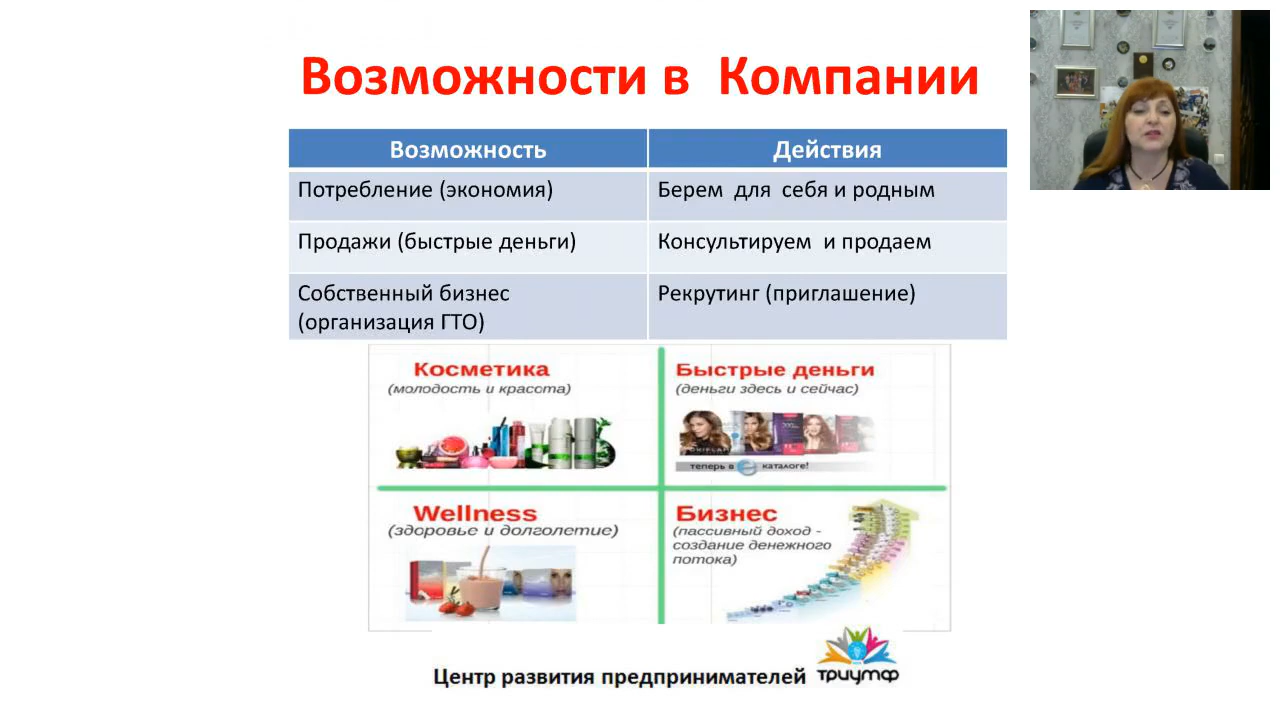 Возможности в Компании
Возможность
Действия
Потребление (экономия)
Берем для себя и родным
Продажи (быстрые деньги)
Консультируем и продаем
Собственный бизнес
(организация ГТО)
Рекрутинг (приглашение)
Косметика
(молодость и красота)
Быстрые деньги
(деньги здесь и сейчас)
теперь в e каталоге!
Wellness
(здоровье и долголетие)
Бизнес
(пассивный доход -
создание денежного
потока)
Центр развития предпринимателей
триумф